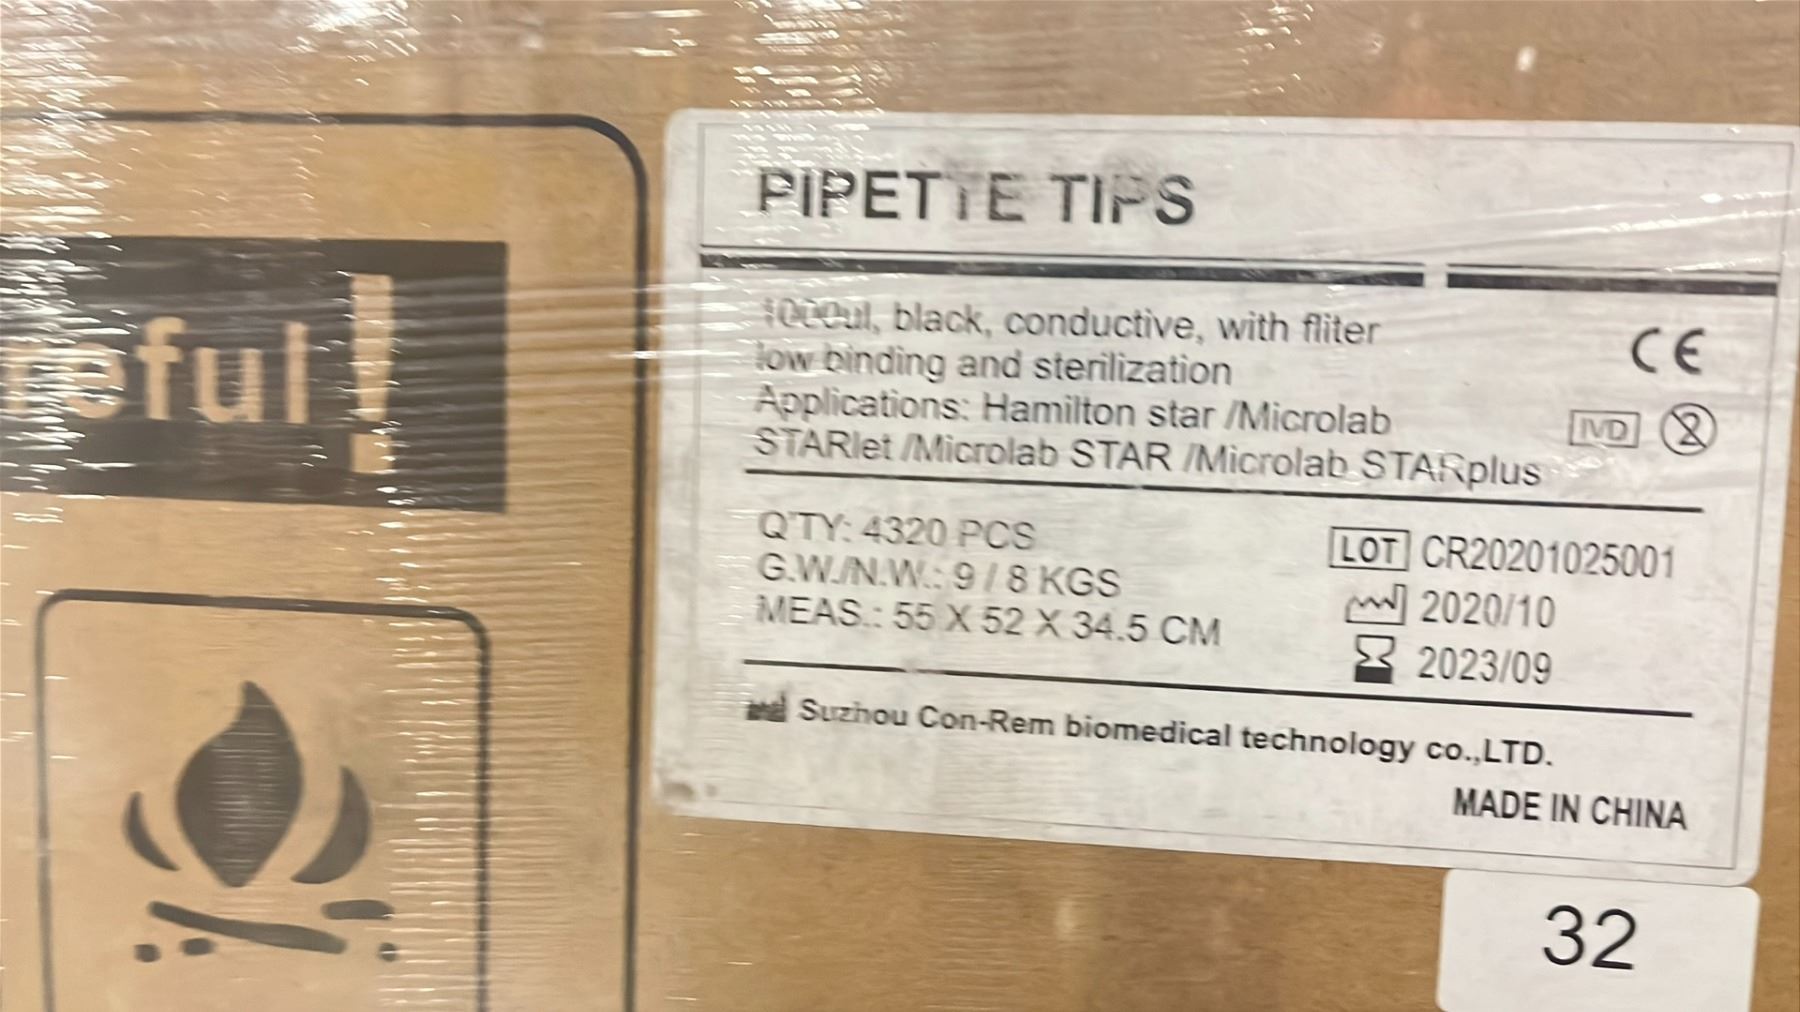 reful!
PIPETTE TIPS
1000ul, black, conductive, with fliter
low binding and sterilization
Applications: Hamilton star /Microlab
STARlet /Microlab STAR /Microlab STARplus
CE
IVD 2
Q'TY: 4320 PCS
G.W./N.W.: 9 / 8 KGS
MEAS.: 55 X 52 X 34.5 CM
LOT CR20201025001
2020/10
2023/09
Suzhou Con-Rem biomedical technology co.,LTD.
MADE IN CHINA
32